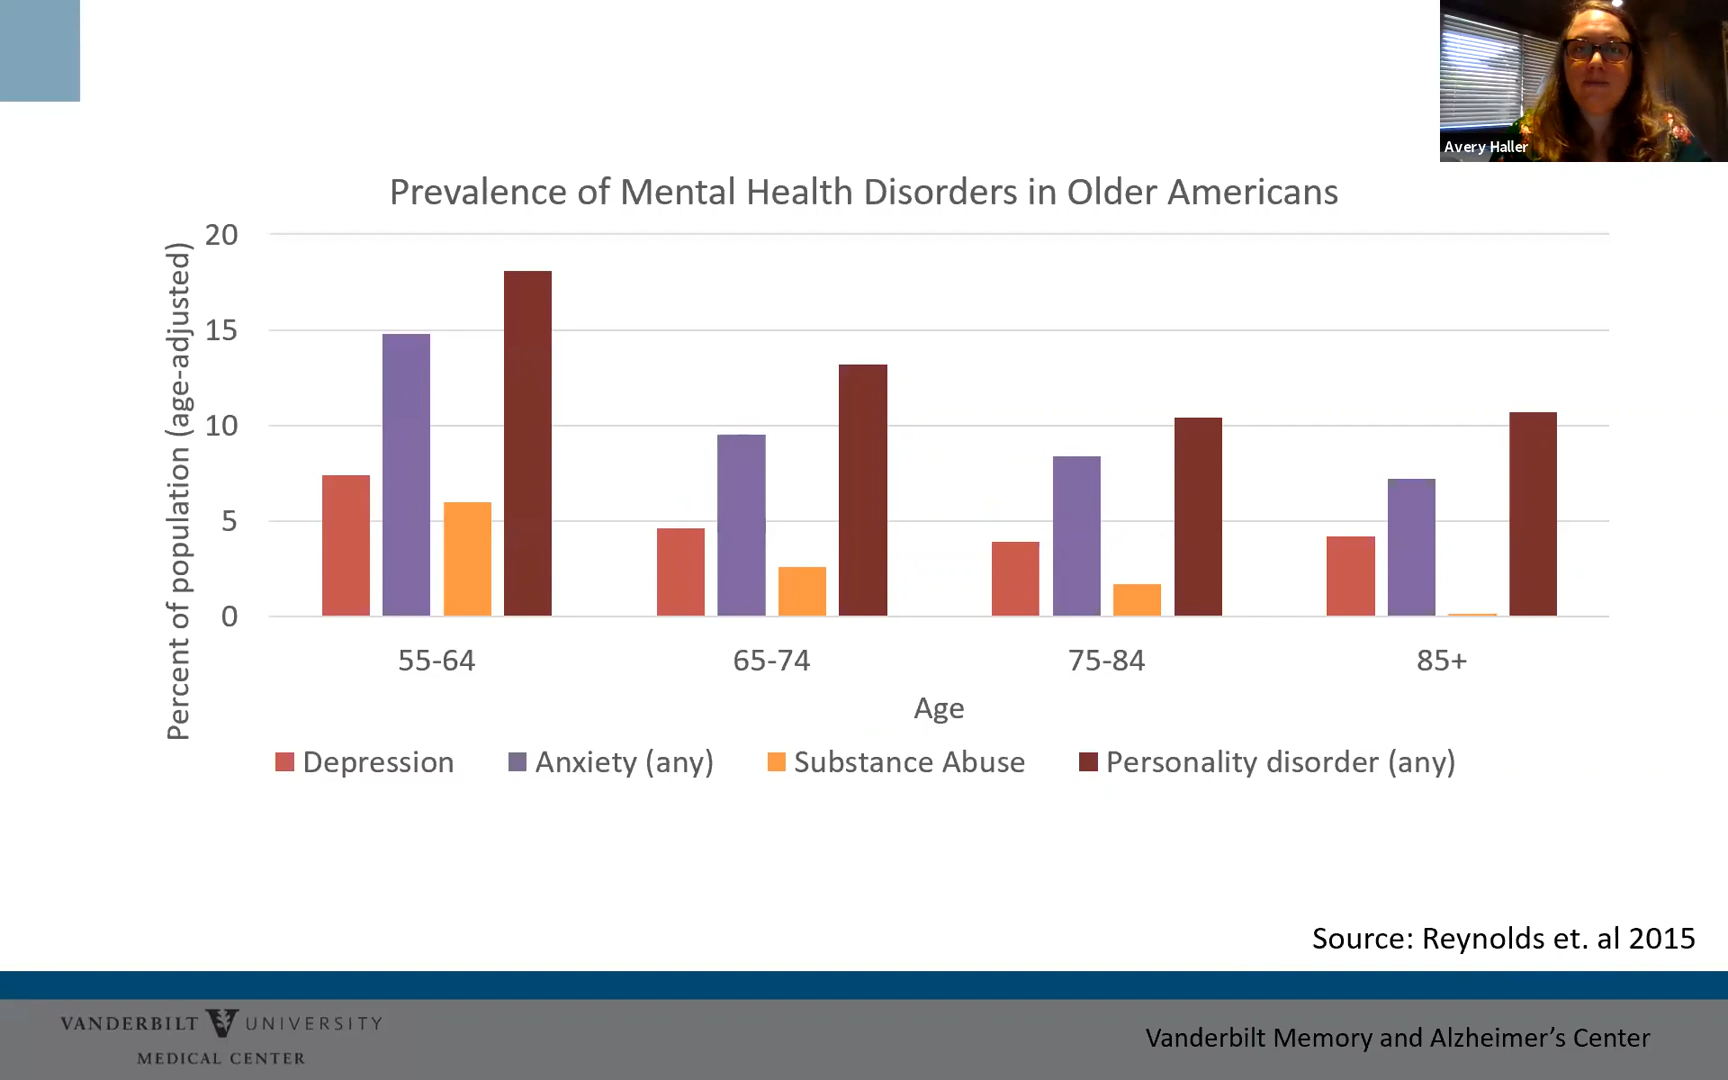 Avery Haller
Prevalence of Mental Health Disorders in Older Americans
Percent of population (age-adjusted)
20
15
10
5
0
55-64 65-74 75-84 85+
Age
Depression Anxiety (any) Substance Abuse Personality disorder (any)
Source: Reynolds et. al 2015
VANDERBILT V UNIVERSITY
MEDICAL CENTER
Vanderbilt Memory and Alzheimer’s Center